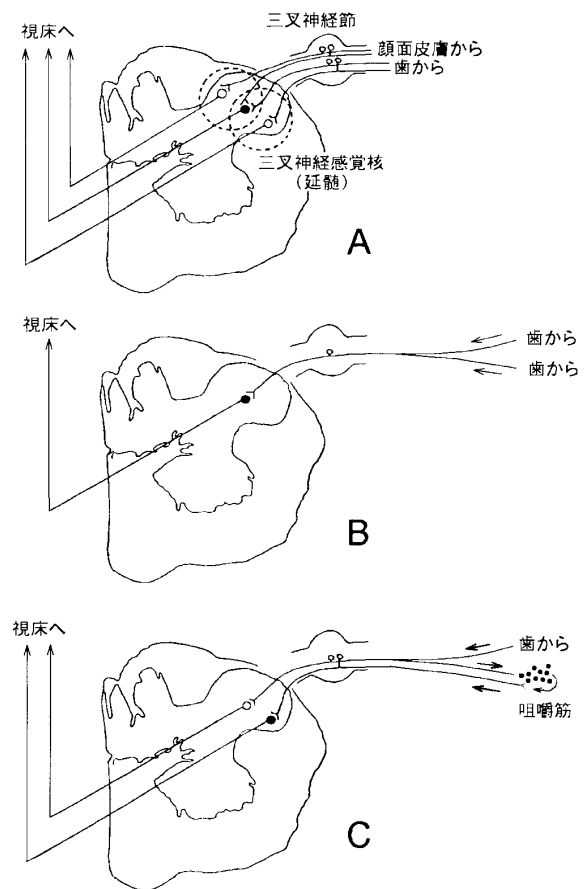 三叉神経節
視床へ
顔面皮膚から
歯から
三叉神経感覚核
(延髄)
A
視床へ
歯から
歯から
B
視床へ
歯から
咀嚼筋
C